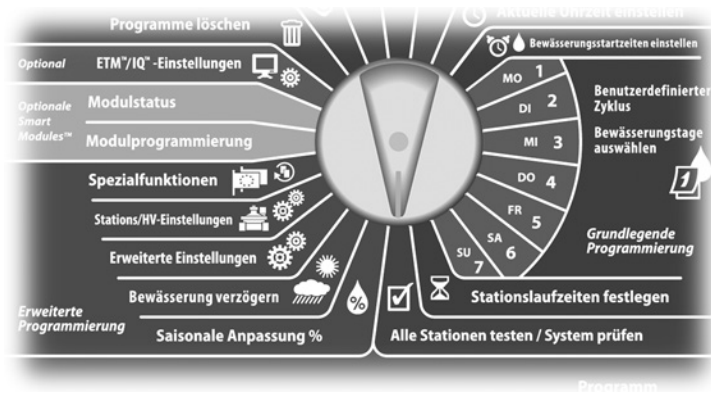 Aktuelle Uhrzeit einstellen
Programme löschen
Bewässerungsstartzeiten einstellen
Optional
ETM™/IQ™-Einstellungen
MO 1
Optionale
Smart
Modules™
Modulstatus
DI 2
Benutzerdefinierter
Zyklus
Modulprogrammierung
MI 3
Bewässerungstage
auswählen
Spezialfunktionen
DO 4
1
Stations/HV-Einstellungen
FR 5
Grundlegende
Programmierung
Erweiterte Einstellungen
SA 6
SU 7
Bewässerung verzögern
%
Stationslaufzeiten festlegen
Erweiterte
Programmierung
Saisonale Anpassung %
Alle Stationen testen / System prüfen
Programm